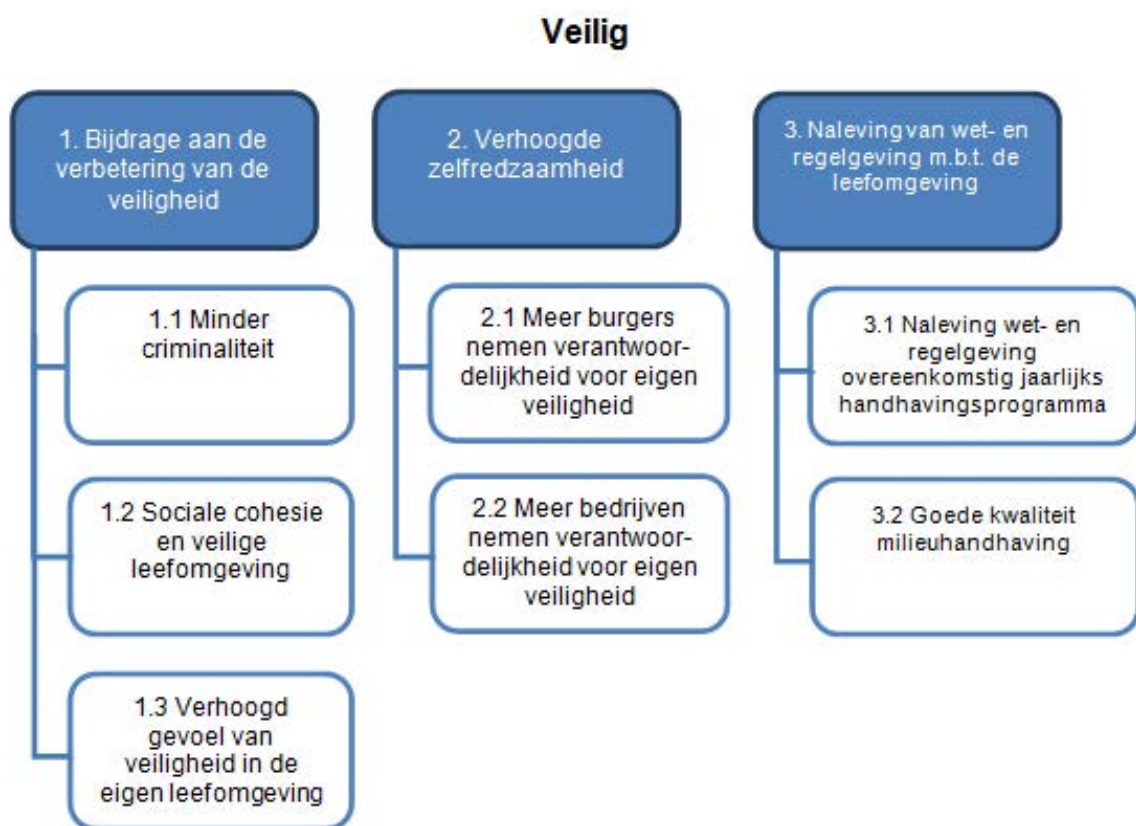 Veilig
1. Bijdrage aan de
verbetering van de
veiligheid
1.1 Minder
criminaliteit
1.2 Sociale cohesie
en veilige
leefomgeving
1.3 Verhoogd
gevoel van
veiligheid in de
eigen leefomgeving
2. Verhoogde
zelfredzaamheid
2.1 Meer burgers
nemen verantwoor-
delijkheid voor eigen
veiligheid
2.2 Meer bedrijven
nemen verantwoor-
delijkheid voor eigen
veiligheid
3. Naleving van wet- en
regelgeving m.b.t. de
leefomgeving
3.1 Naleving wet- en
regelgeving
overeenkomstig jaarlijks
handhavingsprogramma
3.2 Goede kwaliteit
milieuhandhaving